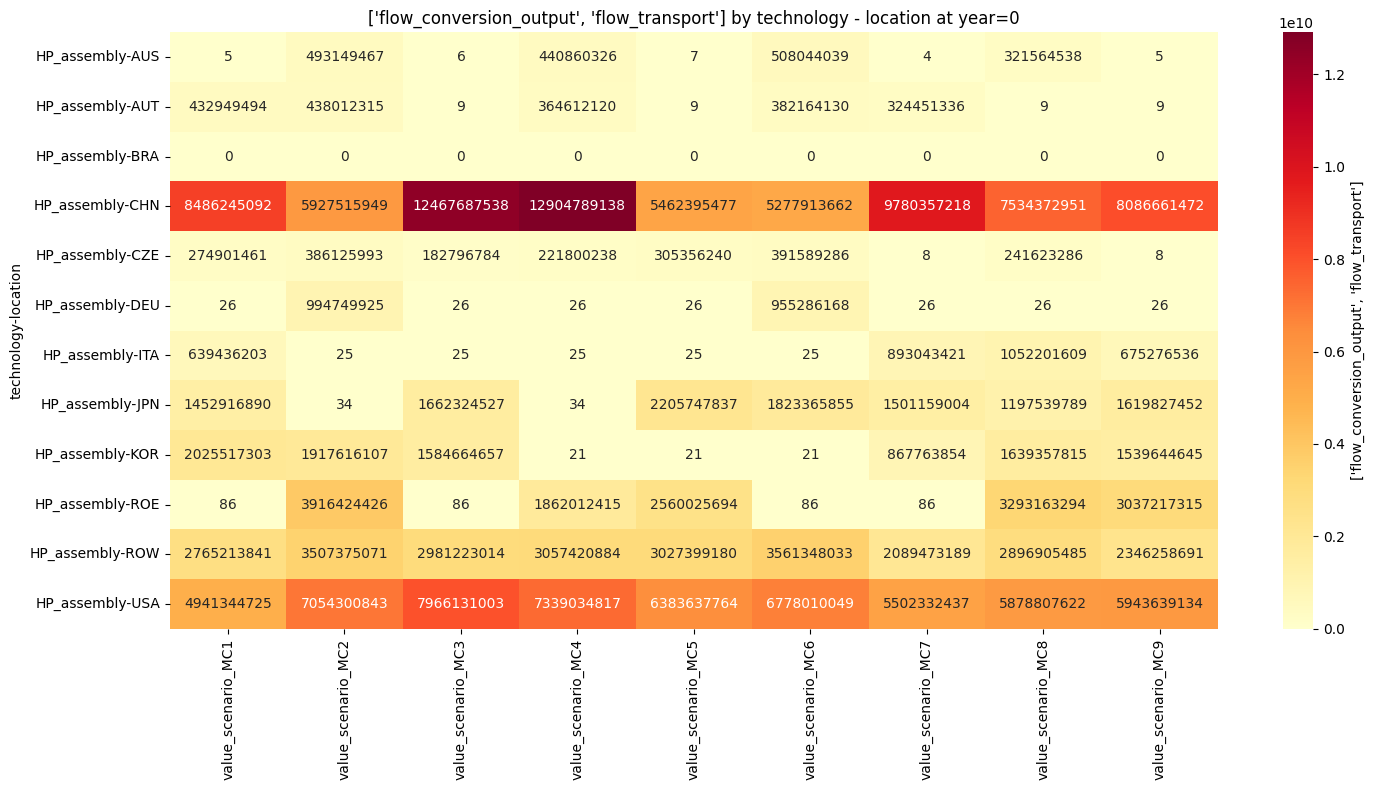 ['flow_conversion_output', 'flow_transport'] by technology - location at year=0
1e10
HP_assembly-AUS 5 493149467 6 440860326 7 508044039 4 321564538 5
HP_assembly-AUT 432949494 438012315 9 364612120 9 382164130 324451336 9 9
HP_assembly-BRA 0 0 0 0 0 0 0 0 0
HP_assembly-CHN 8486245092 5927515949 12467687538 12904789138 5462395477 5277913662 9780357218 7534372951 8086661472
HP_assembly-CZE 274901461 386125993 182796784 221800238 305356240 391589286 8 241623286 8
HP_assembly-DEU 26 994749925 26 26 26 955286168 26 26 26
HP_assembly-ITA 639436203 25 25 25 25 25 893043421 1052201609 675276536
HP_assembly-JPN 1452916890 34 1662324527 34 2205747837 1823365855 1501159004 1197539789 1619827452
HP_assembly-KOR 2025517303 1917616107 1584664657 21 21 21 867763854 1639357815 1539644645
HP_assembly-ROE 86 3916424426 86 1862012415 2560025694 86 86 3293163294 3037217315
HP_assembly-ROW 2765213841 3507375071 2981223014 3057420884 3027399180 3561348033 2089473189 2896905485 2346258691
HP_assembly-USA 4941344725 7054300843 7966131003 7339034817 6383637764 6778010049 5502332437 5878807622 5943639134
technology-location
value_scenario_MC1
value_scenario_MC2
value_scenario_MC3
value_scenario_MC4
value_scenario_MC5
value_scenario_MC6
value_scenario_MC7
value_scenario_MC8
value_scenario_MC9
1.2
1.0
0.8
0.6
0.4
0.2
0.0
['flow_conversion_output', 'flow_transport']